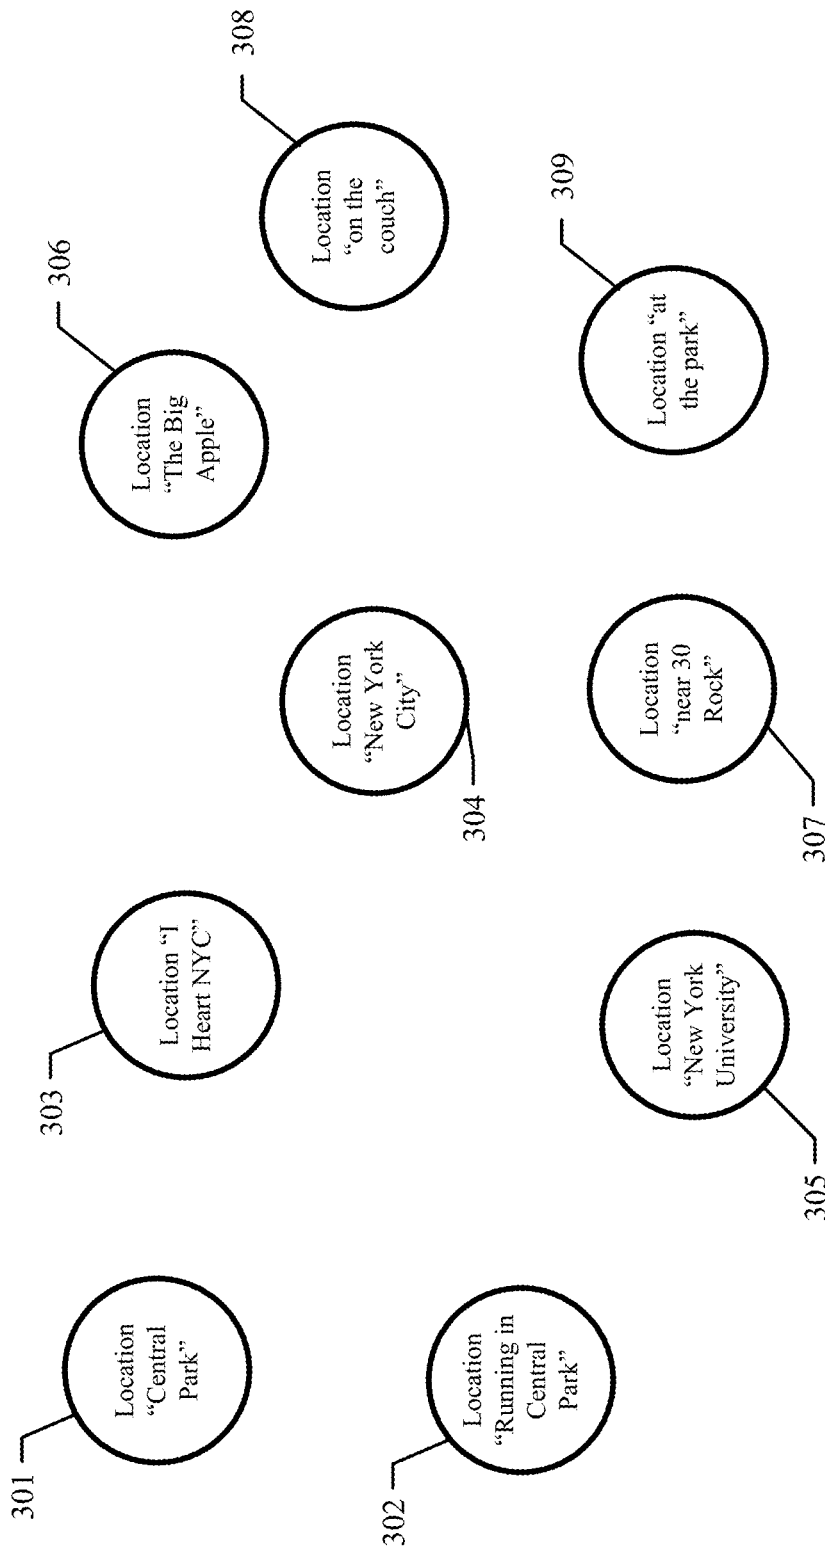 301
Location
“Central
Park”
302
Location
“Running in
Central
Park”
303
Location “I
Heart NYC”
304
Location
“New York
City”
305
Location
“New York
University”
306
Location
“The Big
Apple”
307
Location
“near 30
Rock”
308
Location
“on the
couch”
309
Location “at
the park”